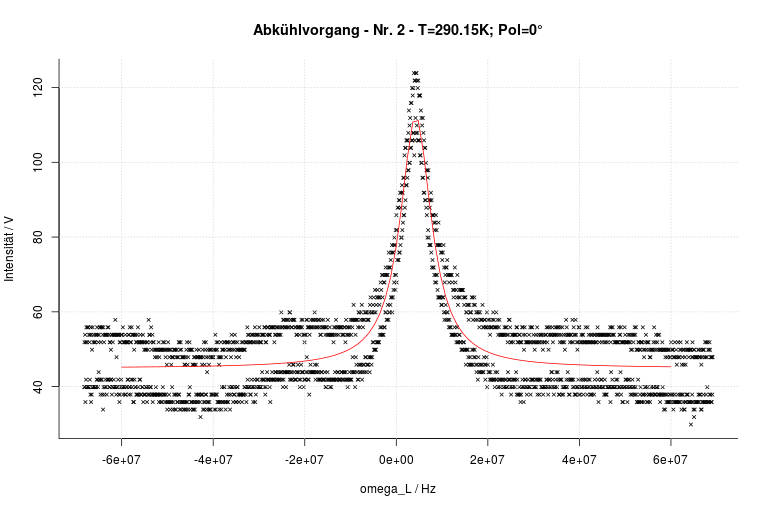 Abkühlvorgang - Nr. 2 - T=290.15K; Pol=0°
Intensität / V
120
100
80
60
40
-6e+07 -4e+07 -2e+07 0e+00 2e+07 4e+07 6e+07
omega_L / Hz